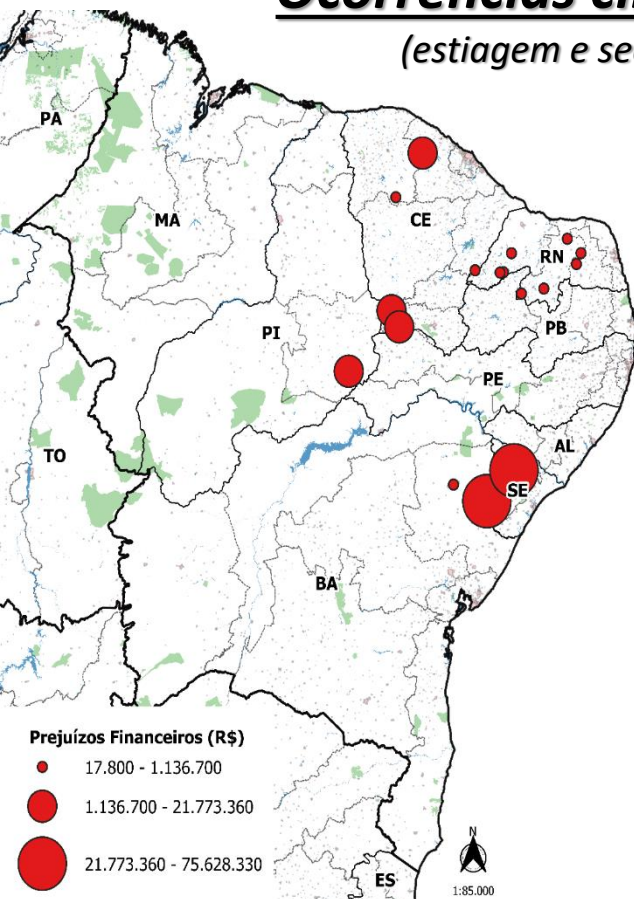 (estiagem e
PA
MA
CE
RN
PB
PI
PE
AL
TO
SE
BA
Prejuízos Financeiros (R$)
17.800 - 1.136.700
1.136.700 - 21.773.360
21.773.360 - 75.628.330
N
ES
1:85.000